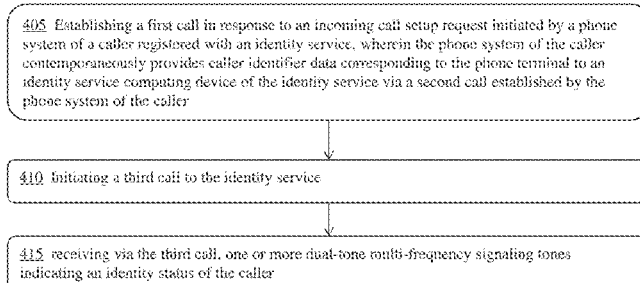 405 Establishing a first call in response to an incoming call setup request initiated by a phone
system of a caller registered with an identity service, wherein the phone system of the caller
contemporaneously provides caller identifier data corresponding to the phone terminal to an
identity service computing device of the identity service via a second call established by the
phone system of the caller
410 Initiating a third call to the identity service
415 receiving via the third call, one or more dual-tone multi-frequency signaling tones
indicating an identity status of the caller